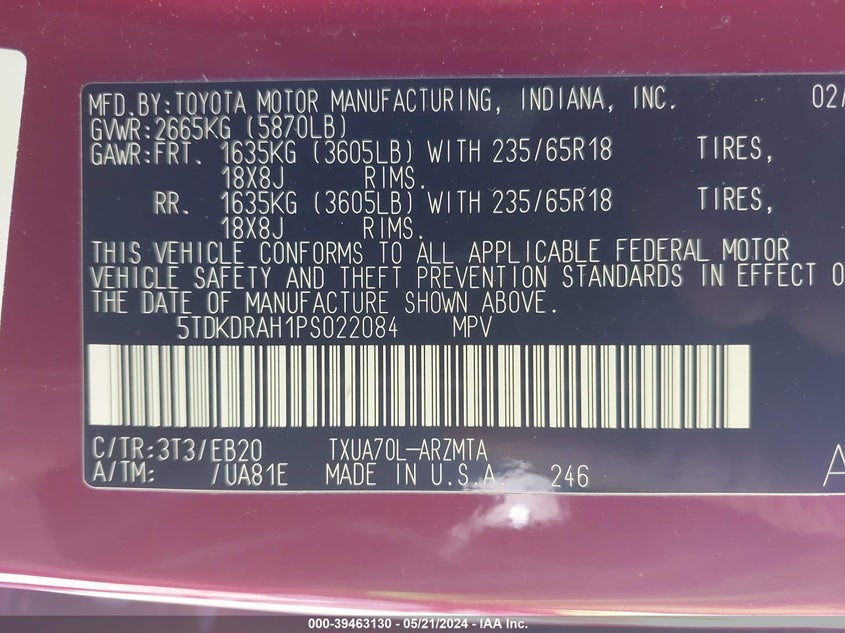 MFD.BY:TOYOTA MOTOR MANUFACTURING, INDIANA, INC. 02/
GVWR:2665KG (5870LB)
GAWR:FRT. 1635KG (3605LB) WITH 235/65R18 TIRES,
18X8J RIMS.
RR. 1635KG (3605LB) WITH 235/65R18 TIRES,
18X8J RIMS.
THIS VEHICLE CONFORMS TO ALL APPLICABLE FEDERAL MOTOR
VEHICLE SAFETY AND THEFT PREVENTION STANDARDS IN EFFECT O
THE DATE OF MANUFACTURE SHOWN ABOVE.
5TDKDRAH1PS022084 MPV
C/TR:3T3/EB20 TXUA70L-ARZMTA
A/TM: /UA81E MADE IN U.S.A. 246 A
000-39463130 - 05/21/2024 - IAA Inc.